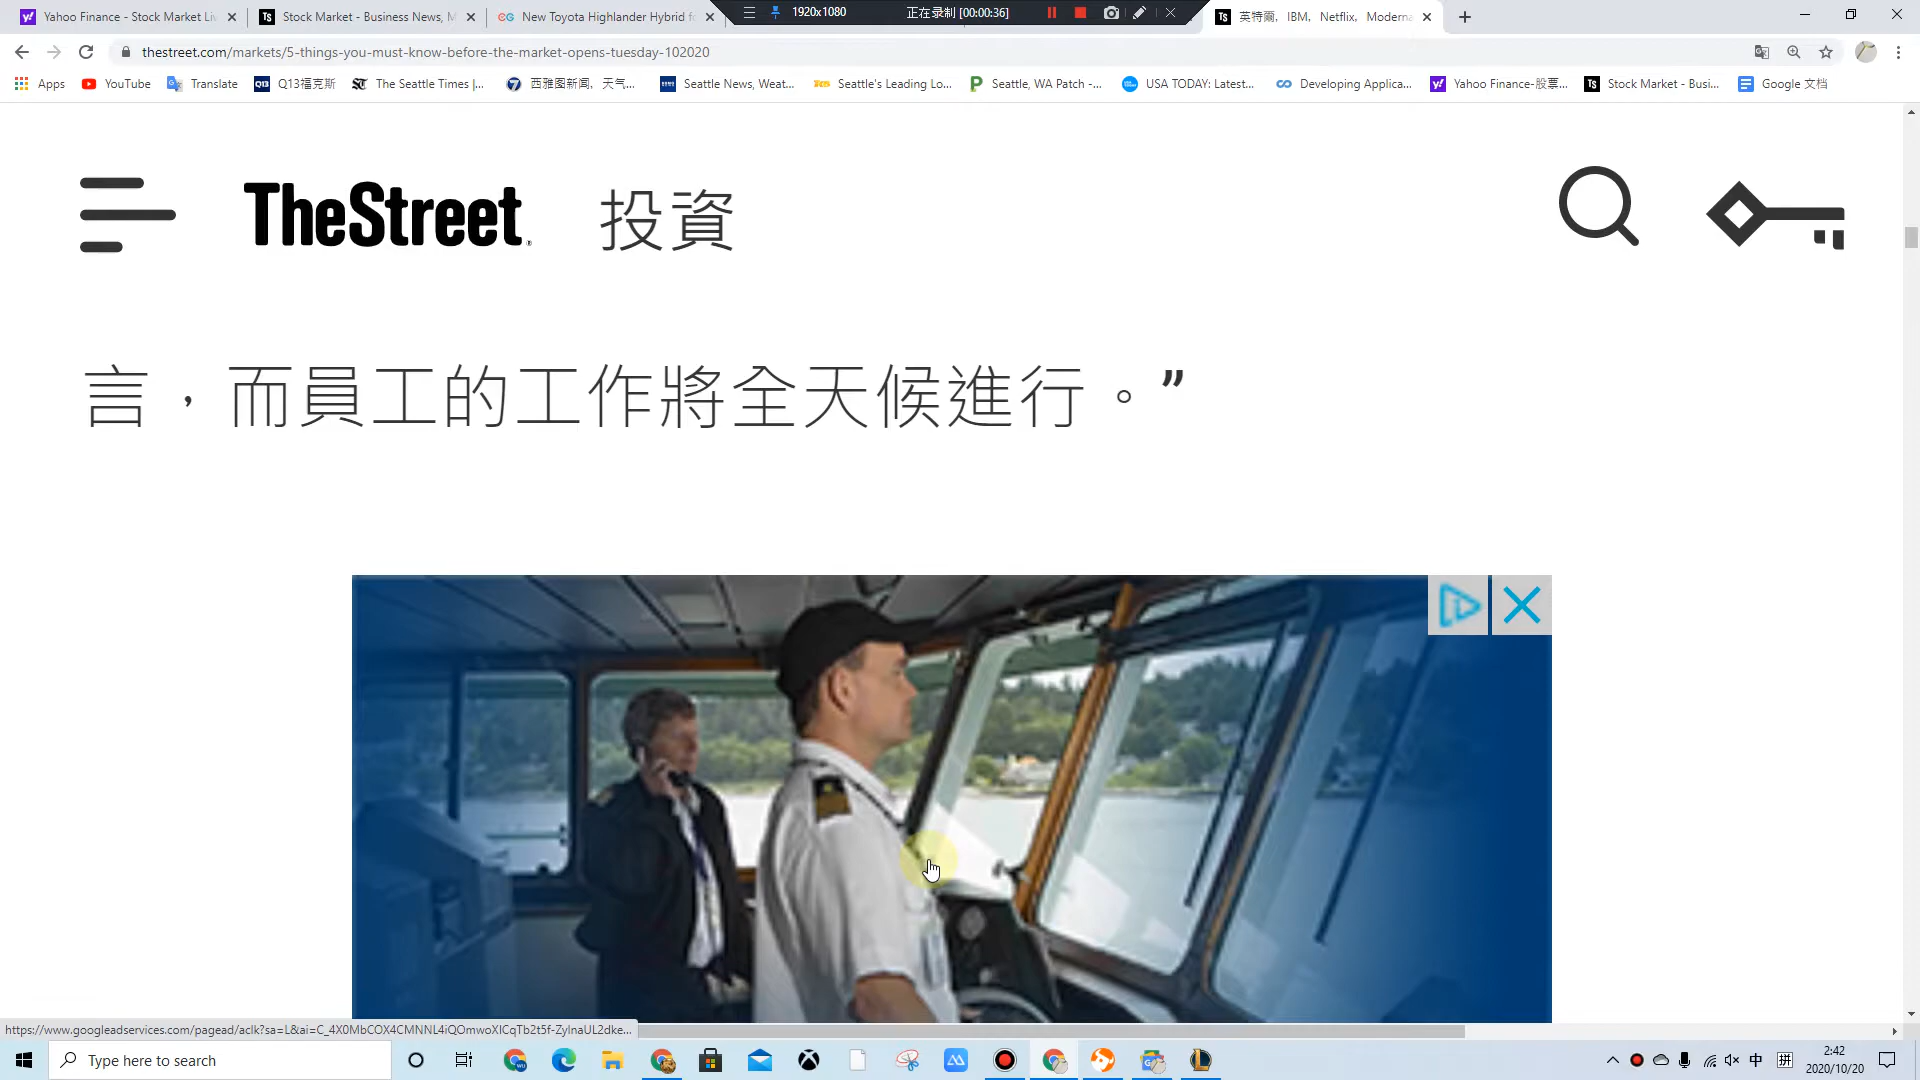 Yahoo Finance - Stock Market Li
Stock Market - Business News, M
New Toyota Highlander Hybrid f
1920x1080
正在录制 [00:00:36]
英特爾，IBM，Netflix，Moderna
thestreet.com/markets/5-things-you-must-know-before-the-market-opens-tuesday-102020
Apps
YouTube
Translate
Q13福克斯
The Seattle Times |...
西雅图新闻，天气...
Seattle News, Weat...
Seattle's Leading Lo...
Seattle, WA Patch -...
USA TODAY: Latest...
Developing Applica...
Yahoo Finance-股票...
Stock Market - Busi...
Google 文档
TheStreet
投資
言，而員工的工作將全天候進行。”
https://www.googleadservices.com/pagead/aclk?sa=L&ai=C_4X0MbCOX4CMNNL4iQOmwoXICqTb2t5f-ZylnaUL2dke...
Type here to search
中
拼
2:42
2020/10/20